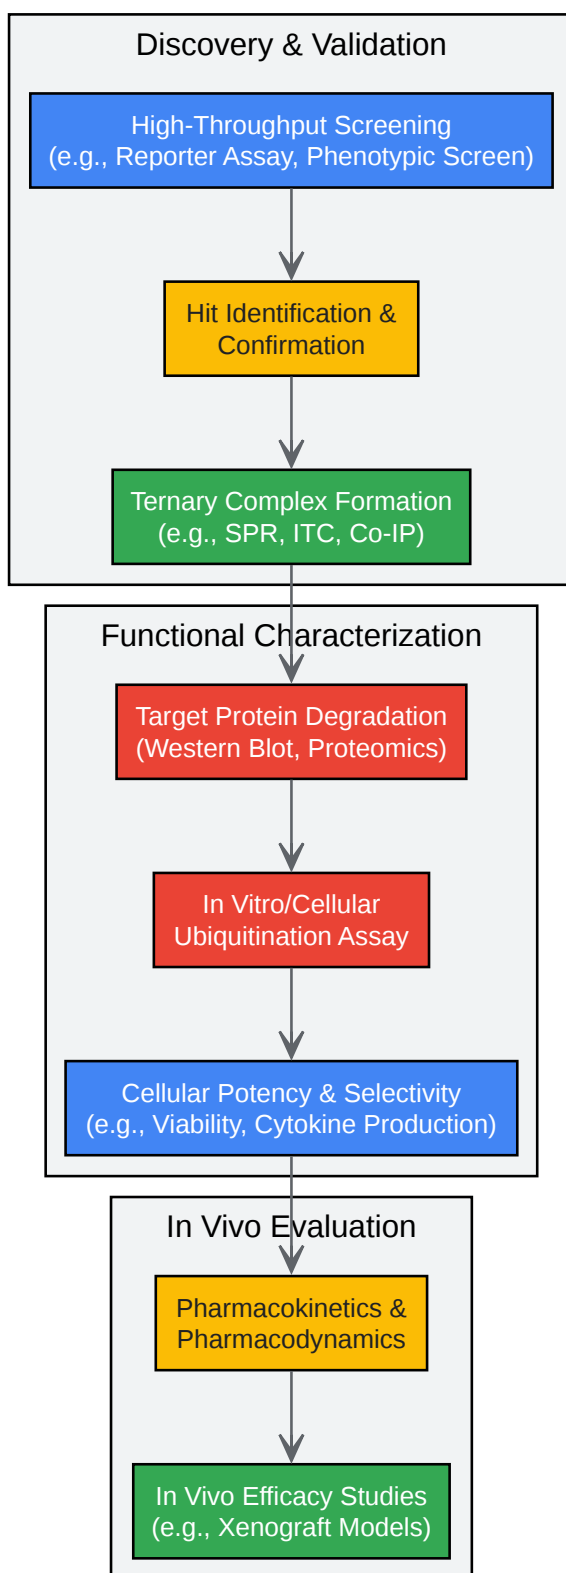 Discovery & Validation
High-Throughput Screening
(e.g., Reporter Assay, Phenotypic Screen)
Hit Identification &
Confirmation
Ternary Complex Formation
(e.g., SPR, ITC, Co-IP)
Functional Characterization
Target Protein Degradation
(Western Blot, Proteomics)
In Vitro/Cellular
Ubiquitination Assay
Cellular Potency & Selectivity
(e.g., Viability, Cytokine Production)
In Vivo Evaluation
Pharmacokinetics &
Pharmacodynamics
In Vivo Efficacy Studies
(e.g., Xenograft Models)